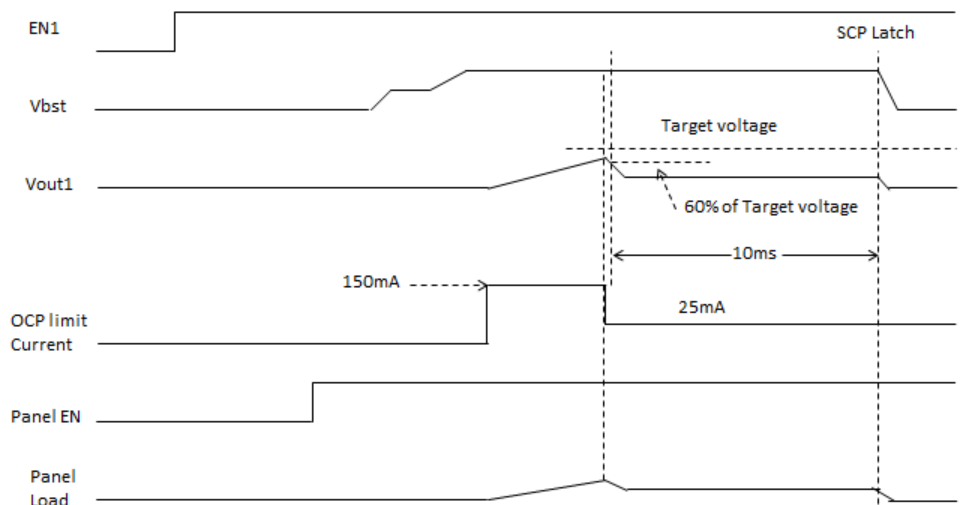 EN1
SCP Latch
Vbst
Target voltage
Vout1
60% of Target voltage
10ms
150mA
25mA
OCP limit
Current
Panel EN
Panel
Load